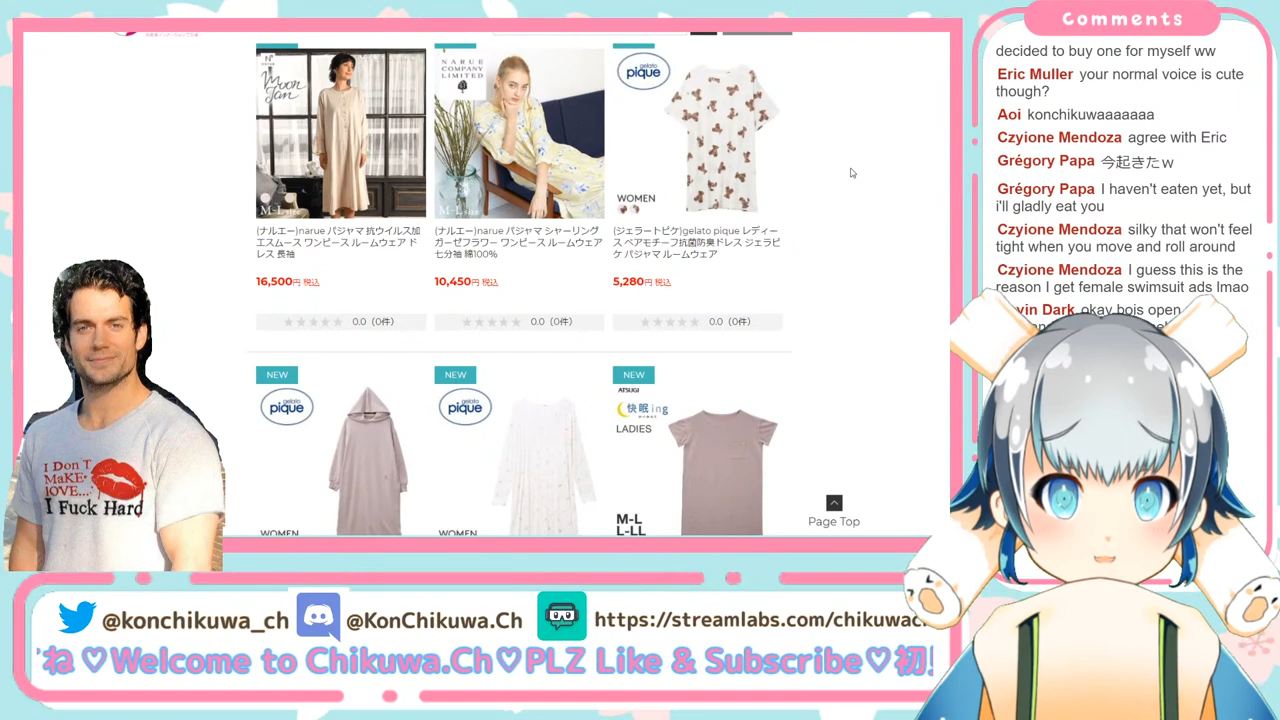 Comments
decided to buy one for myself ww
Eric Muller your normal voice is cute
though?
Aoi konchikuwaaaaaaa
Czyione Mendoza agree with Eric
Grégory Papa 今起きたｗ
Grégory Papa I haven't eaten yet, but
i'll gladly eat you
Czyione Mendoza silky that won't feel
tight when you move and roll around
Czyione Mendoza I guess this is the
reason I get female swimsuit ads lmao
vin Dark okay bois open
Moon
Jan
M-L size
NARUE
COMPANY
LIMITED
M-L size
gelato
pique
WOMEN
(ナルエー)narue パジャマ 抗ウイルス加
工スムース ワンピース ルームウェア ド
レス 長袖
16,500円 税込
0.0（0件）
(ナルエー)narue パジャマ シャーリング
ガーゼフラワー ワンピース ルームウェア
七分袖 綿100%
10,450円 税込
0.0（0件）
(ジェラートピケ)gelato pique レディー
ス ベアモチーフ抗菌防臭ドレス ジェラピ
ケ パジャマ ルームウェア
5,280円 税込
0.0（0件）
NEW
gelato
pique
WOMEN
NEW
gelato
pique
WOMEN
NEW
ATSUGI
快眠ing
LADIES
M-L
L-LL
Page Top
I DoN'T
MaKE
lOVE...
I Fuck Hard
@konchikuwa_ch
@KonChikuwa.Ch
https://streamlabs.com/chikuwac
ね ♡Welcome to Chikuwa.Ch♡PLZ Like & Subscribe♡初